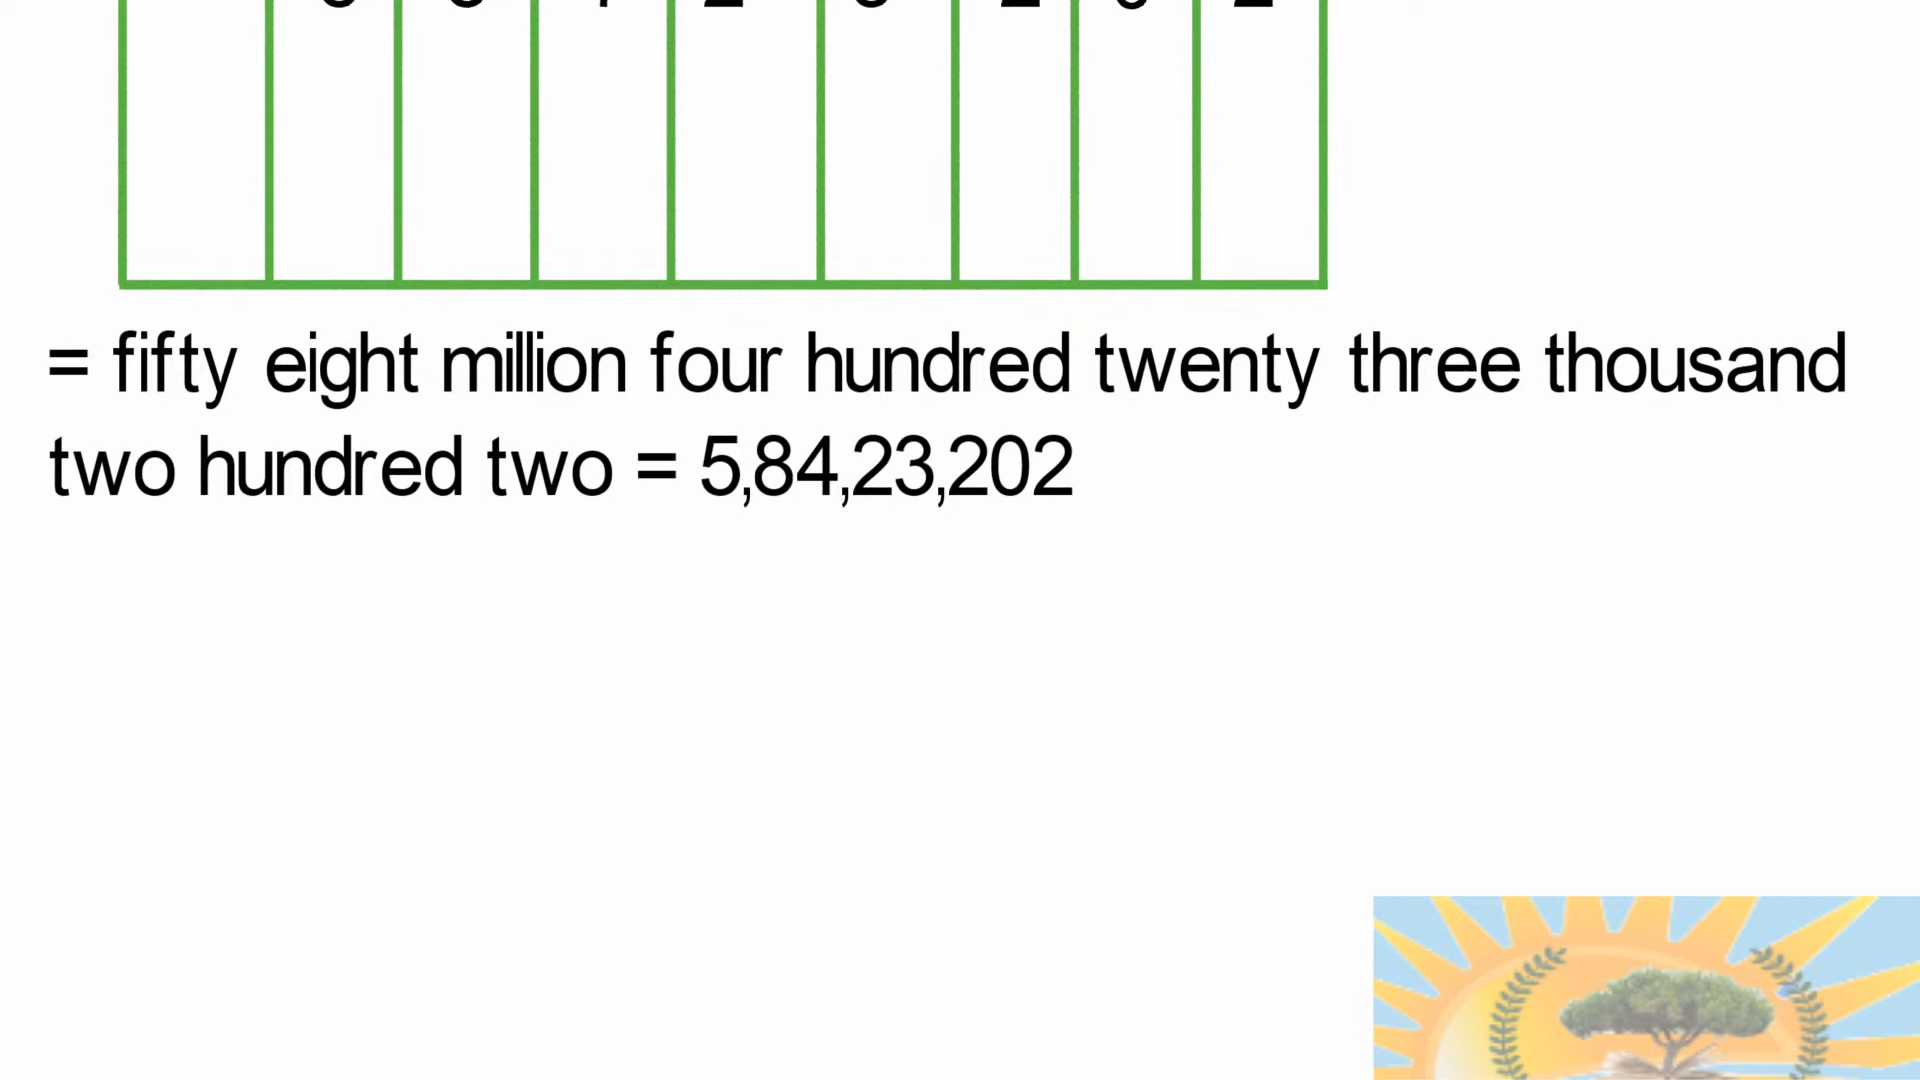 = fifty eight million four hundred twenty three thousand
two hundred two = 5,84,23,202